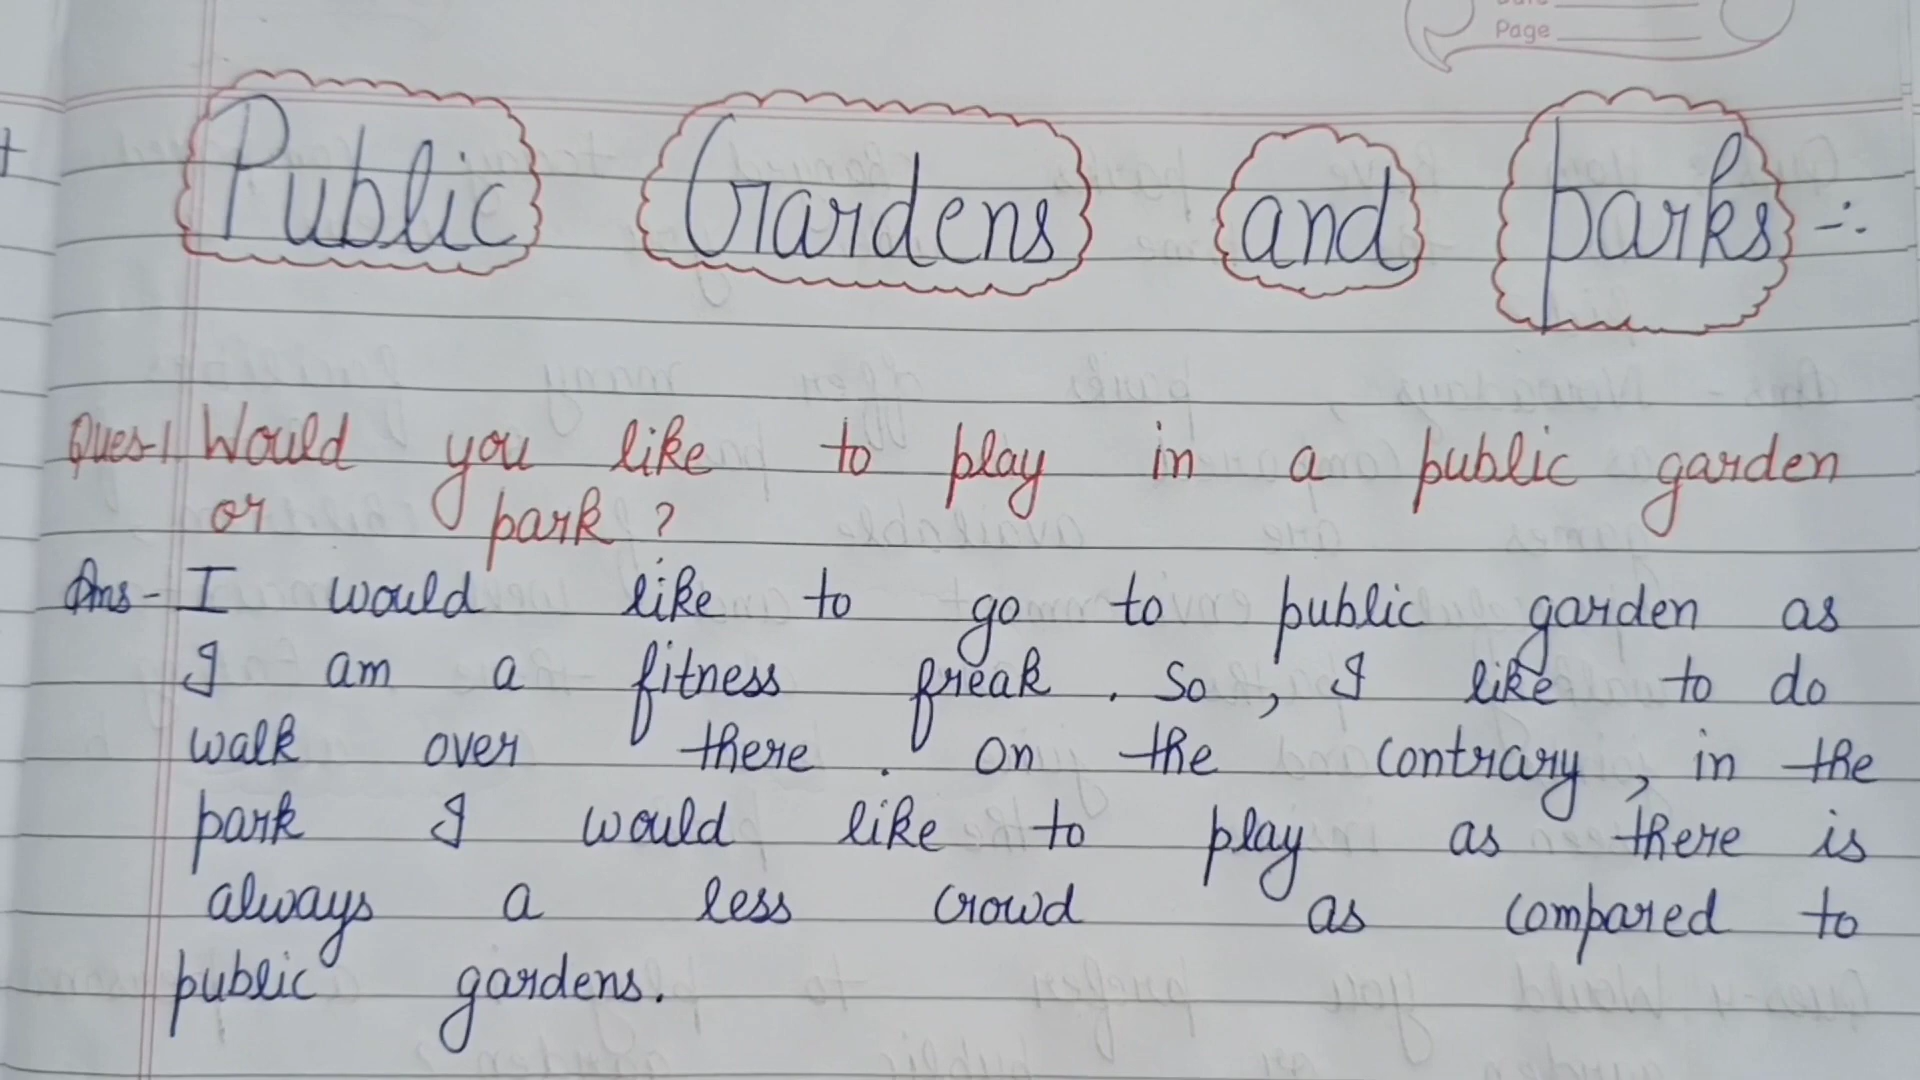 Page
Public Gardens and parks -:
Ques-1 Would you like to play in a public garden
or park ?
Ans - I would like to go to public garden as
I am a fitness freak . So , I like to do
walk over there . On the contrary , in the
park I would like to play as there is
always a less crowd as compared to
public gardens.